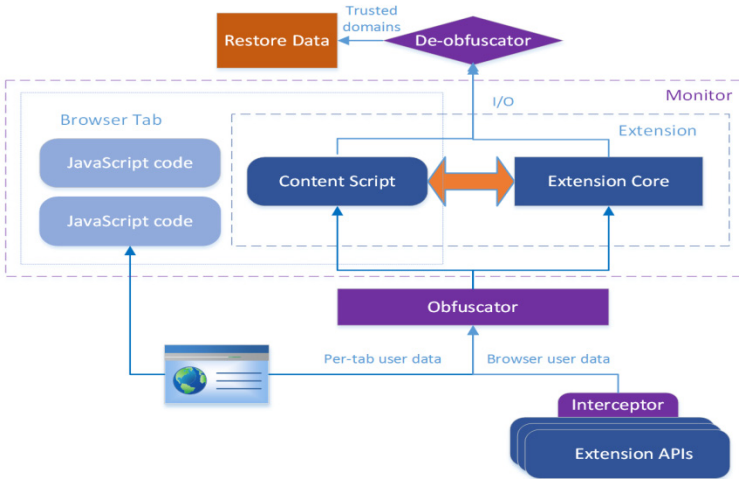 Trusted
domains
Restore Data
De-obfuscator
Monitor
I/O
Browser Tab
Extension
JavaScript code
Content Script
Extension Core
JavaScript code
Obfuscator
Per-tab user data
Browser user data
Interceptor
Extension APIs